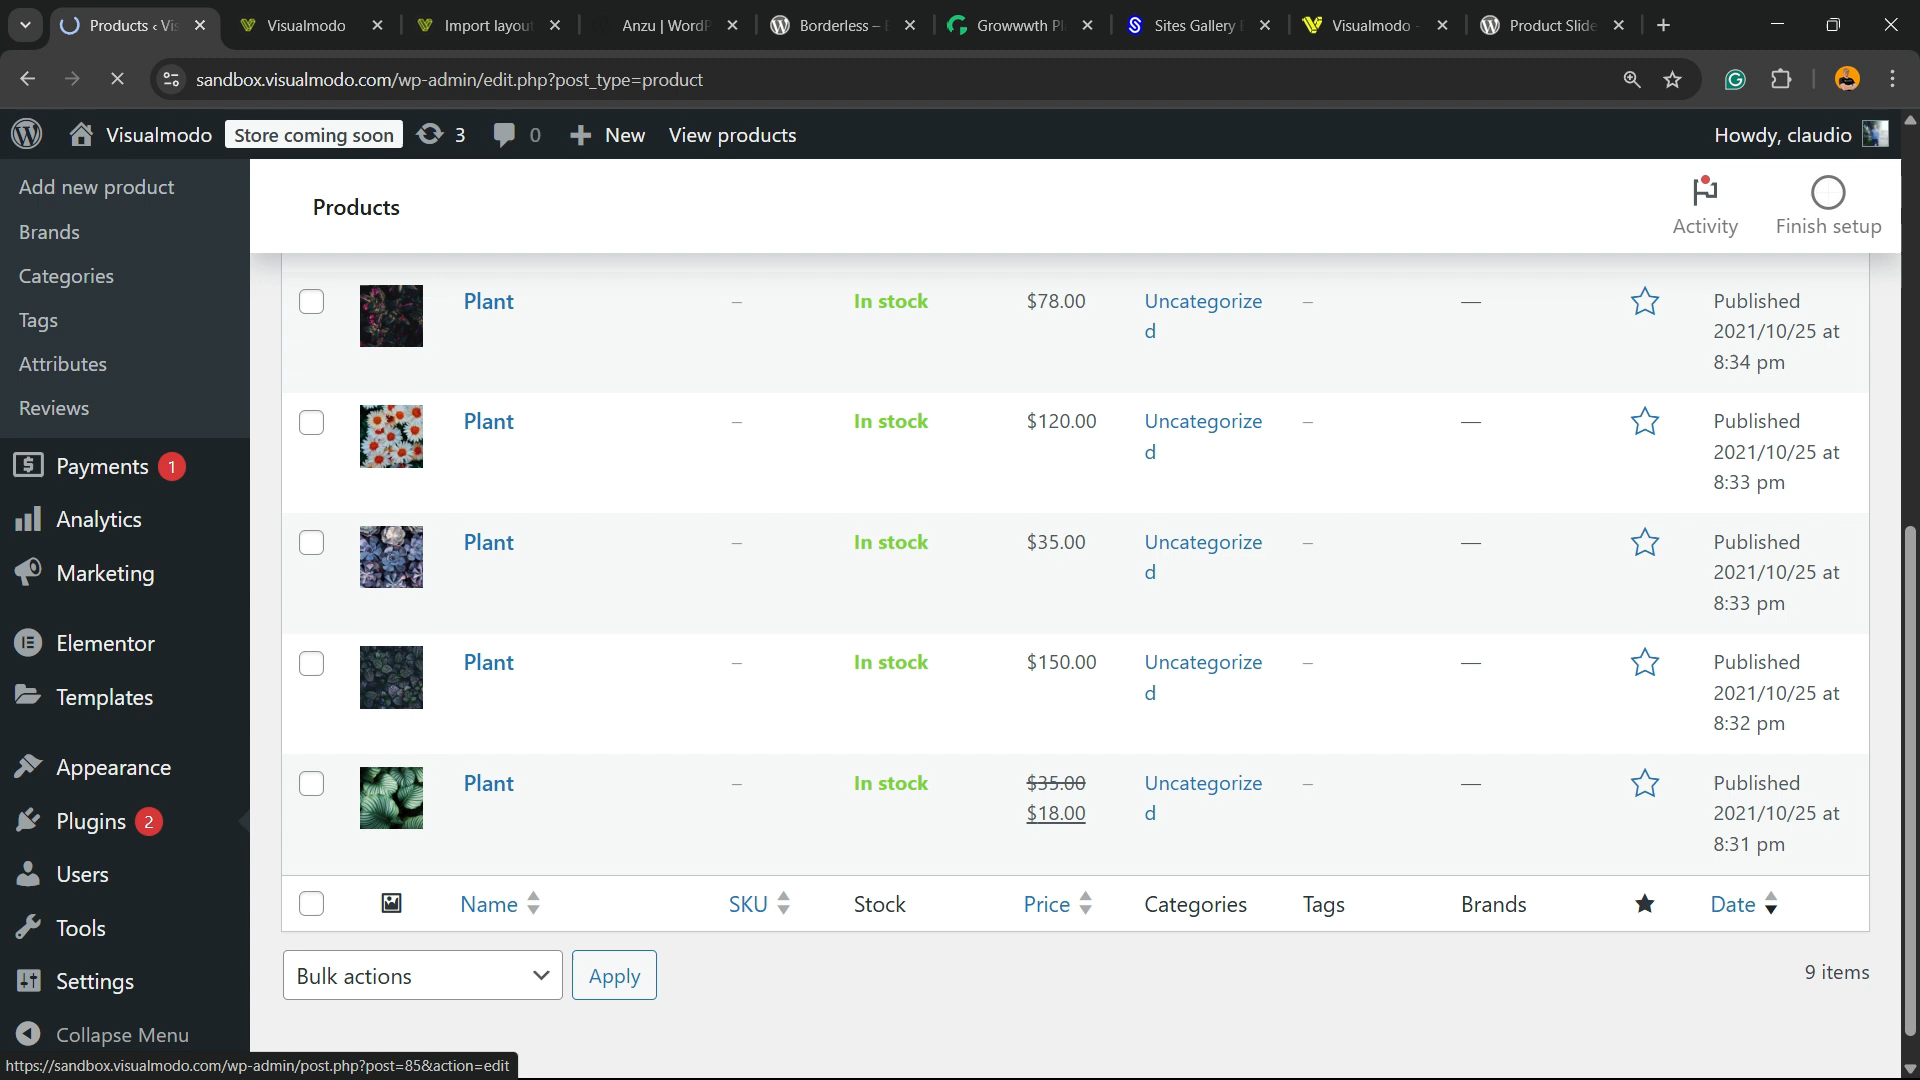 Products ‹ Vis
Visualmodo
Import layou
Anzu | WordP
Borderless –
Growwwth Pl
Sites Gallery
Visualmodo -
Product Slide
sandbox.visualmodo.com/wp-admin/edit.php?post_type=product
Visualmodo
Store coming soon
3
0
New
View products
Howdy, claudio
Add new product
Brands
Categories
Tags
Attributes
Reviews
Payments 1
Analytics
Marketing
Elementor
Templates
Appearance
Plugins 2
Users
Tools
Settings
Collapse Menu
Products
Activity
Finish setup
Plant – In stock $78.00 Uncategorize – — Published
d 2021/10/25 at
8:34 pm
Plant – In stock $120.00 Uncategorize – — Published
d 2021/10/25 at
8:33 pm
Plant – In stock $35.00 Uncategorize – — Published
d 2021/10/25 at
8:33 pm
Plant – In stock $150.00 Uncategorize – — Published
d 2021/10/25 at
8:32 pm
Plant – In stock $35.00 Uncategorize – — Published
$18.00 d 2021/10/25 at
8:31 pm
Name SKU Stock Price Categories Tags Brands Date
Bulk actions Apply 9 items
https://sandbox.visualmodo.com/wp-admin/post.php?post=85&action=edit